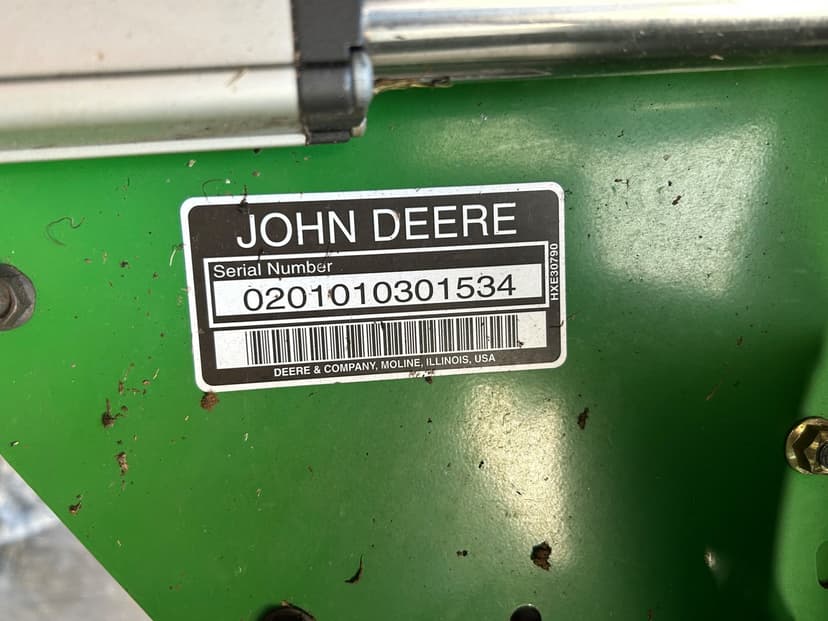 JOHN DEERE
Serial Number
0201010301534
HXE30790
DEERE & COMPANY, MOLINE, ILLINOIS, USA